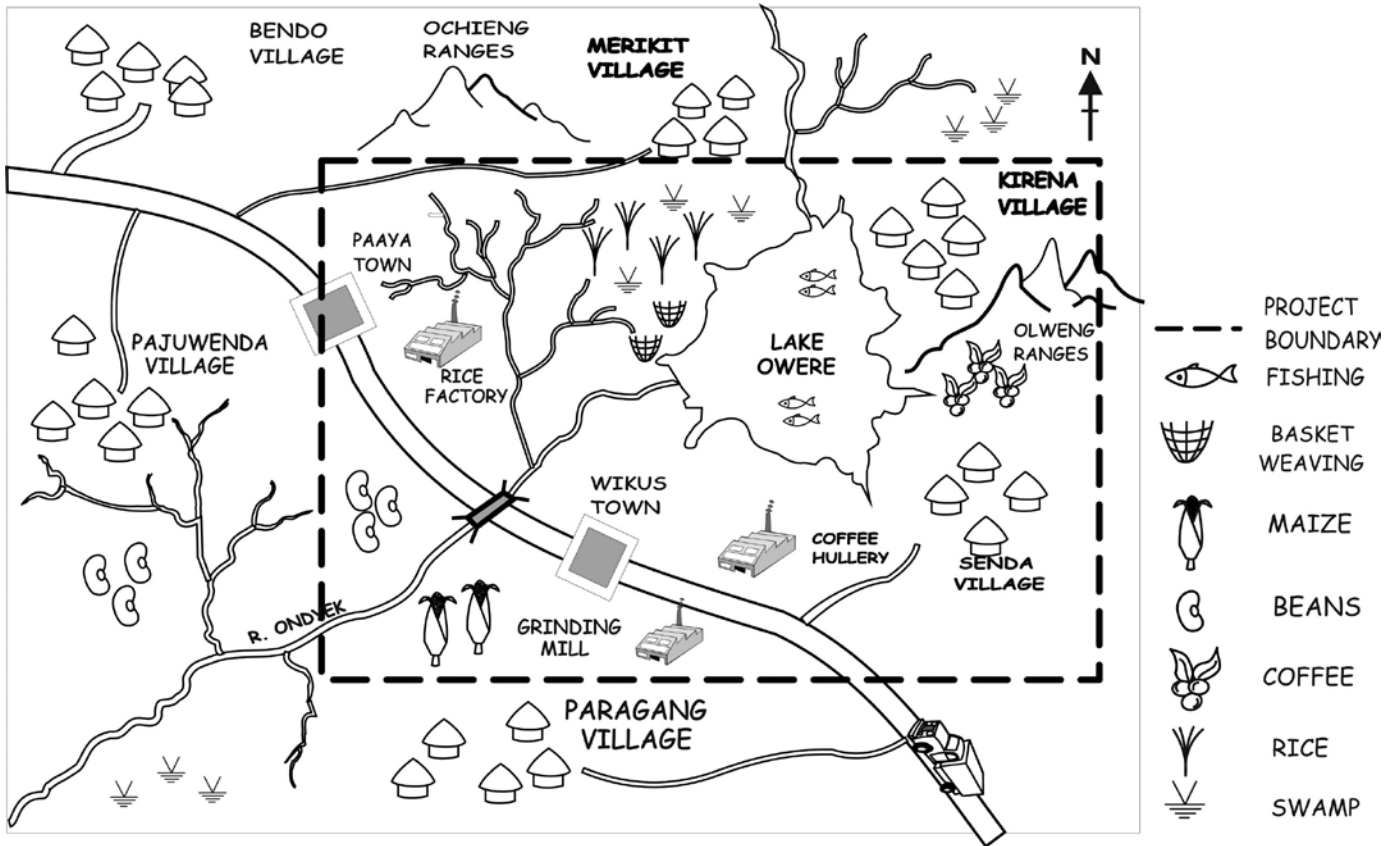 BENDO
VILLAGE
OCHIENG
RANGES
MERIKIT
VILLAGE
N
KIRENA
VILLAGE
PAAYA
TOWN
PAJUWENDA
VILLAGE
RICE
FACTORY
LAKE
OWERE
OLWENG
RANGES
WIKUS
TOWN
COFFEE
HULLERY
SENDA
VILLAGE
R. ONDYEK
GRINDING
MILL
PARAGANG
VILLAGE
PROJECT
BOUNDARY
FISHING
BASKET
WEAVING
MAIZE
BEANS
COFFEE
RICE
SWAMP